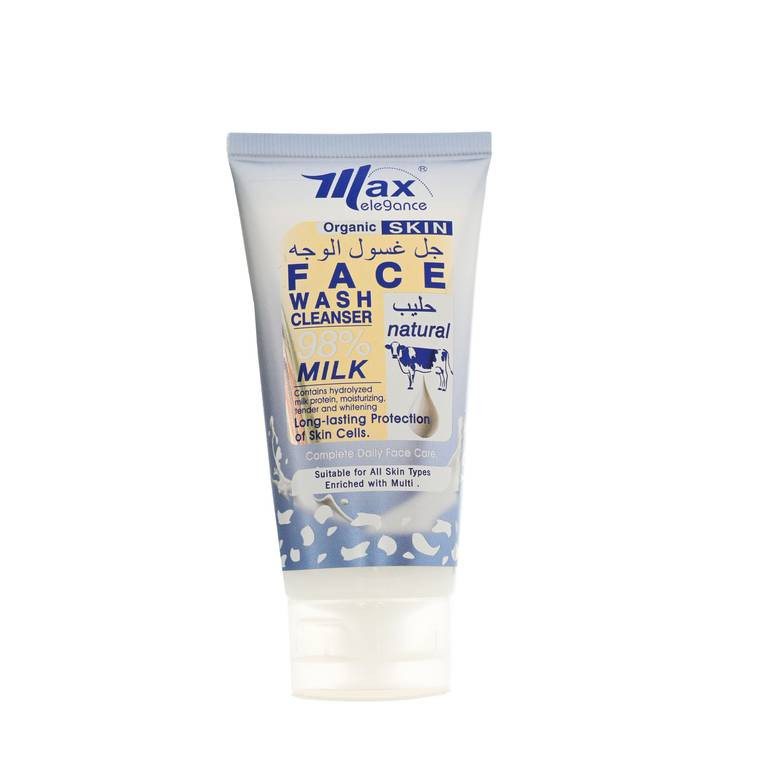 Max ®
elegance
Organic SKIN
جل غسول الوجه
FACE
WASH
CLEANSER
حليب
natural
98%
MILK
Contains hydrolyzed
milk protein, moisturizing,
tender and whitening
Long-lasting Protection
of Skin Cells.
Complete Daily Face Care
Suitable for All Skin Types
Enriched with Multi .